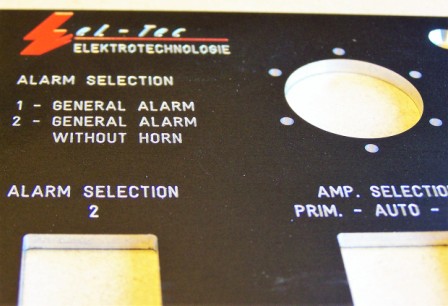 eL-Tec
ELEKTROTECHNOLOGIE
ALARM SELECTION
1 - GENERAL ALARM
2 - GENERAL ALARM
WITHOUT HORN
ALARM SELECTION
2
AMP. SELECTIO
PRIM. - AUTO -